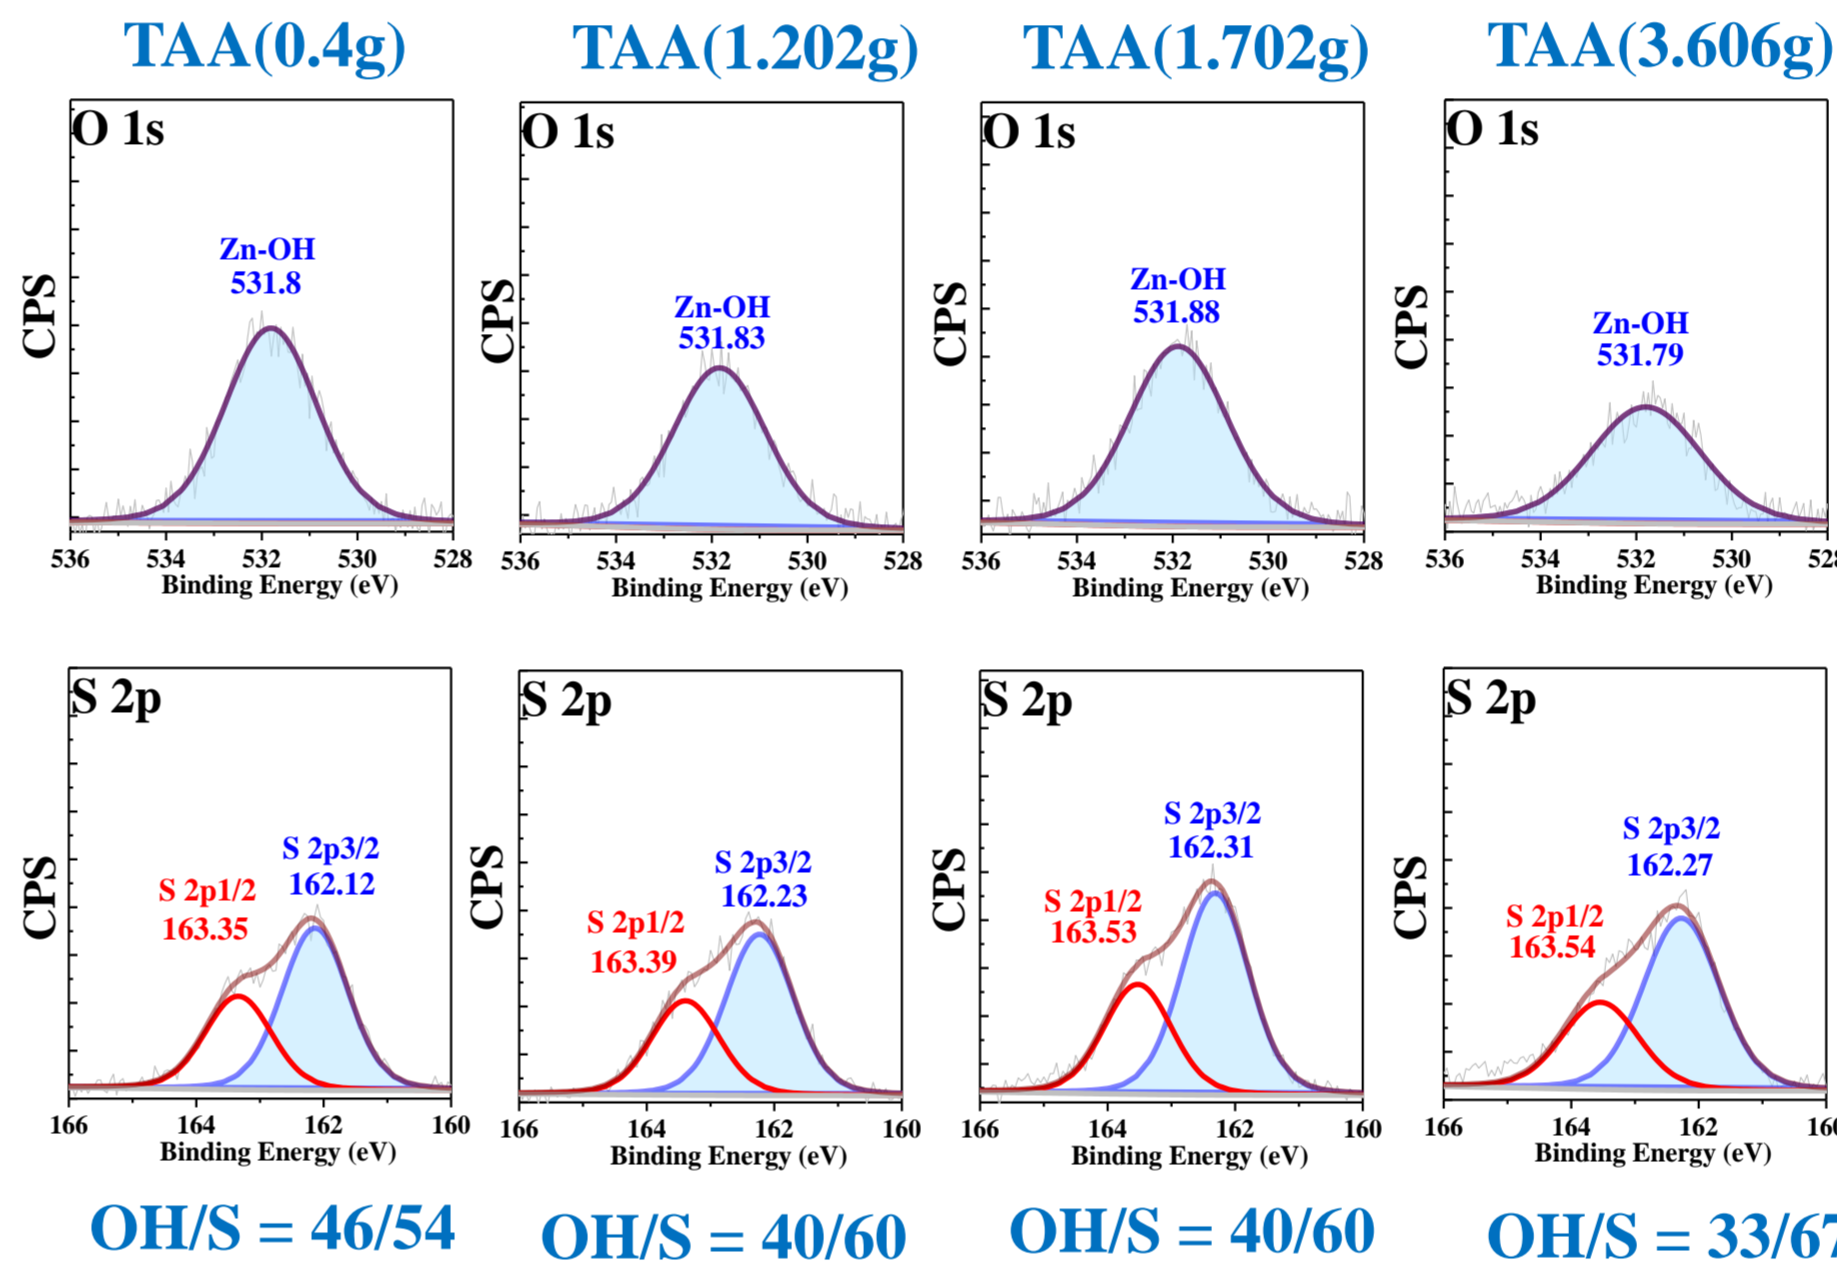 TAA(0.4g)
TAA(1.202g)
TAA(1.702g)
TAA(3.606g)
O 1s
Zn-OH
531.8
CPS
536 534 532 530 528
Binding Energy (eV)
O 1s
Zn-OH
531.83
CPS
536 534 532 530 528
Binding Energy (eV)
O 1s
Zn-OH
531.88
CPS
536 534 532 530 528
Binding Energy (eV)
O 1s
Zn-OH
531.79
CPS
536 534 532 530 528
Binding Energy (eV)
S 2p
S 2p3/2
162.12
S 2p1/2
163.35
CPS
166 164 162 160
Binding Energy (eV)
S 2p
S 2p3/2
162.23
S 2p1/2
163.39
CPS
166 164 162 160
Binding Energy (eV)
S 2p
S 2p3/2
162.31
S 2p1/2
163.53
CPS
166 164 162 160
Binding Energy (eV)
S 2p
S 2p3/2
162.27
S 2p1/2
163.54
CPS
166 164 162 160
Binding Energy (eV)
OH/S = 46/54
OH/S = 40/60
OH/S = 40/60
OH/S = 33/67